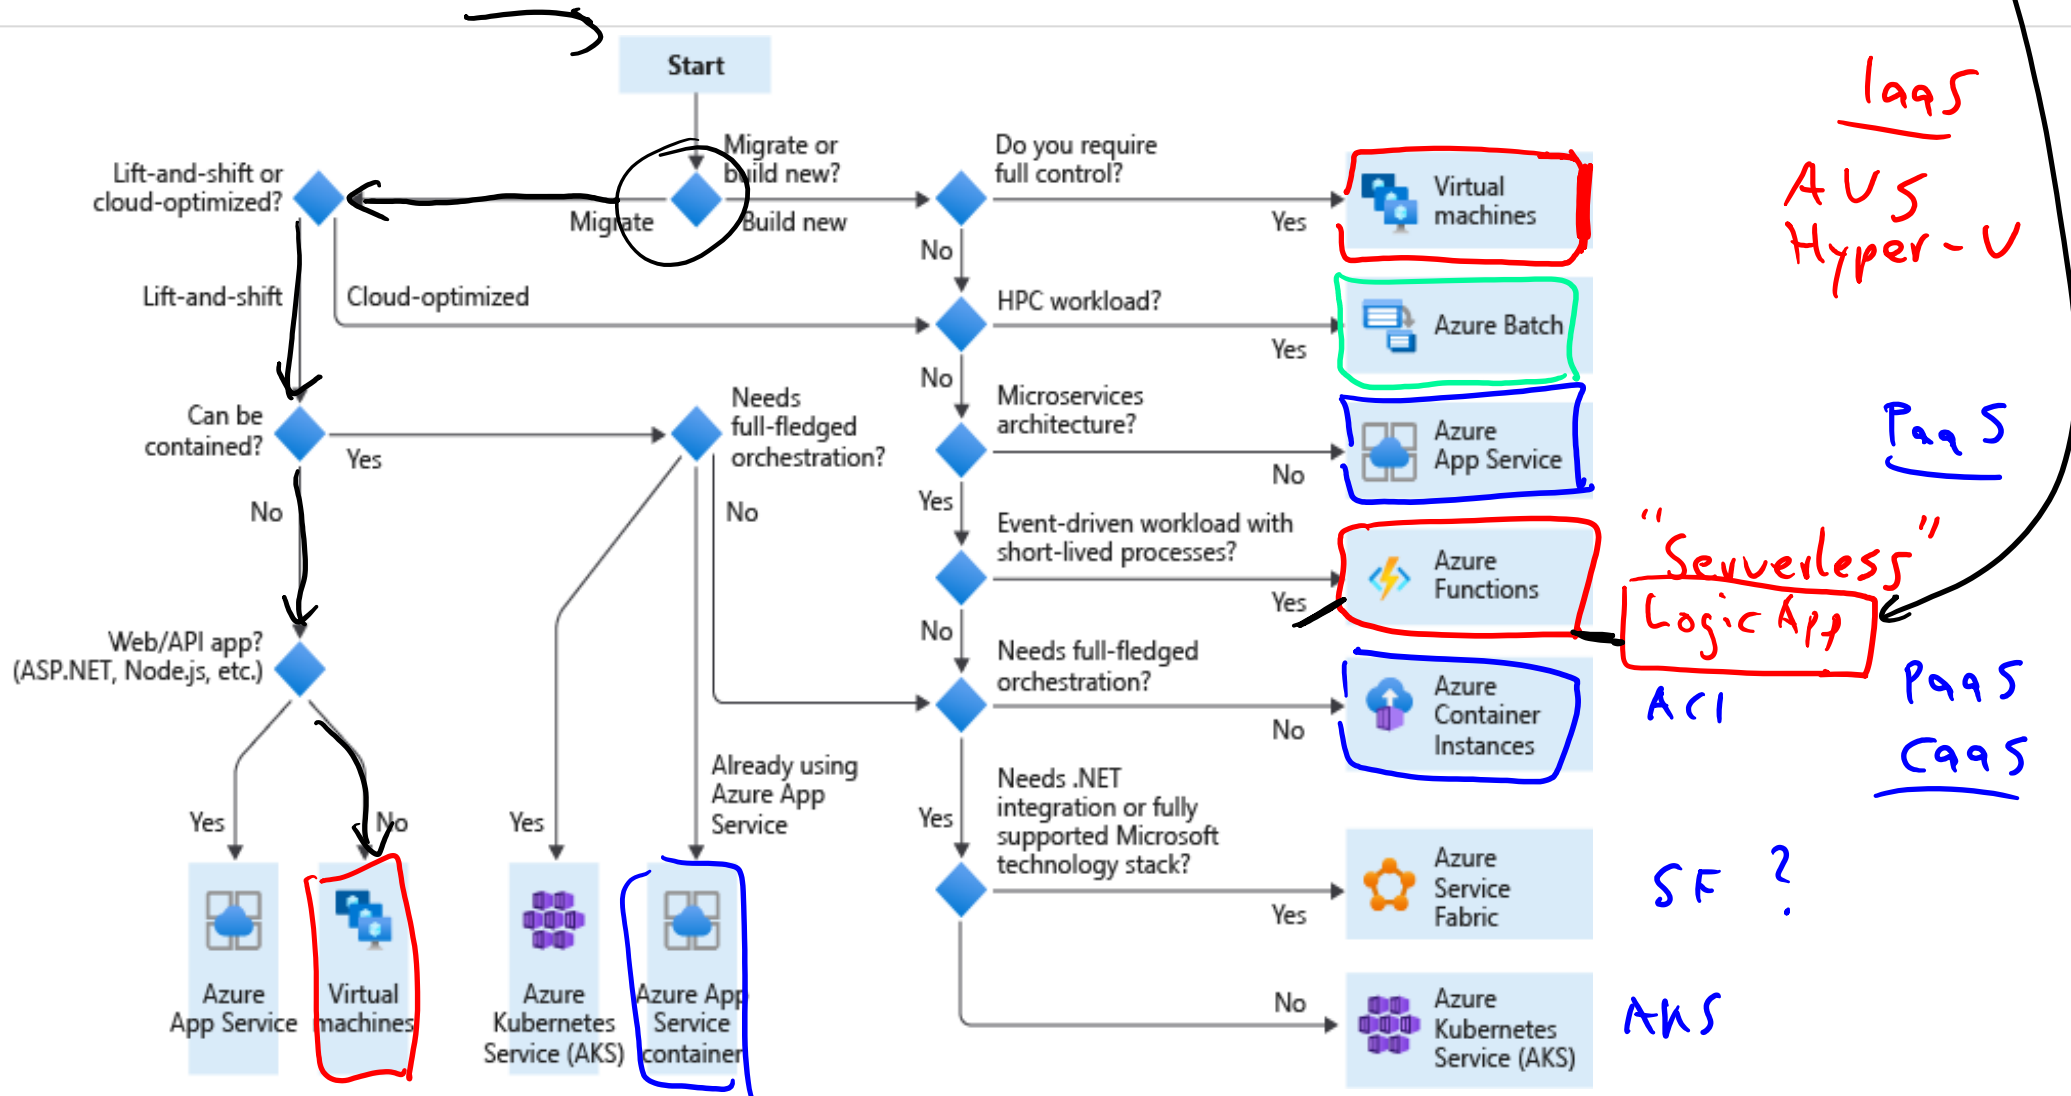 Start
Migrate or
build new?
Migrate
Build new
Lift-and-shift or
cloud-optimized?
Lift-and-shift
Cloud-optimized
Can be
contained?
Yes
No
Needs
full-fledged
orchestration?
No
Yes
Already using
Azure App
Service
Web/API app?
(ASP.NET, Node.js, etc.)
Yes
No
Azure
App Service
Virtual
machines
Azure
Kubernetes
Service (AKS)
Azure App
Service
container
Do you require
full control?
Yes
No
Virtual
machines
IaaS
AVS
Hyper-V
HPC workload?
Yes
No
Azure Batch
Microservices
architecture?
No
Yes
Azure
App Service
PaaS
Event-driven workload with
short-lived processes?
Yes
No
Azure
Functions
"Serverless"
Logic App
Needs full-fledged
orchestration?
No
Yes
Azure
Container
Instances
ACI
PaaS
CaaS
Needs .NET
integration or fully
supported Microsoft
technology stack?
Yes
No
Azure
Service
Fabric
SF ?
Azure
Kubernetes
Service (AKS)
AKS